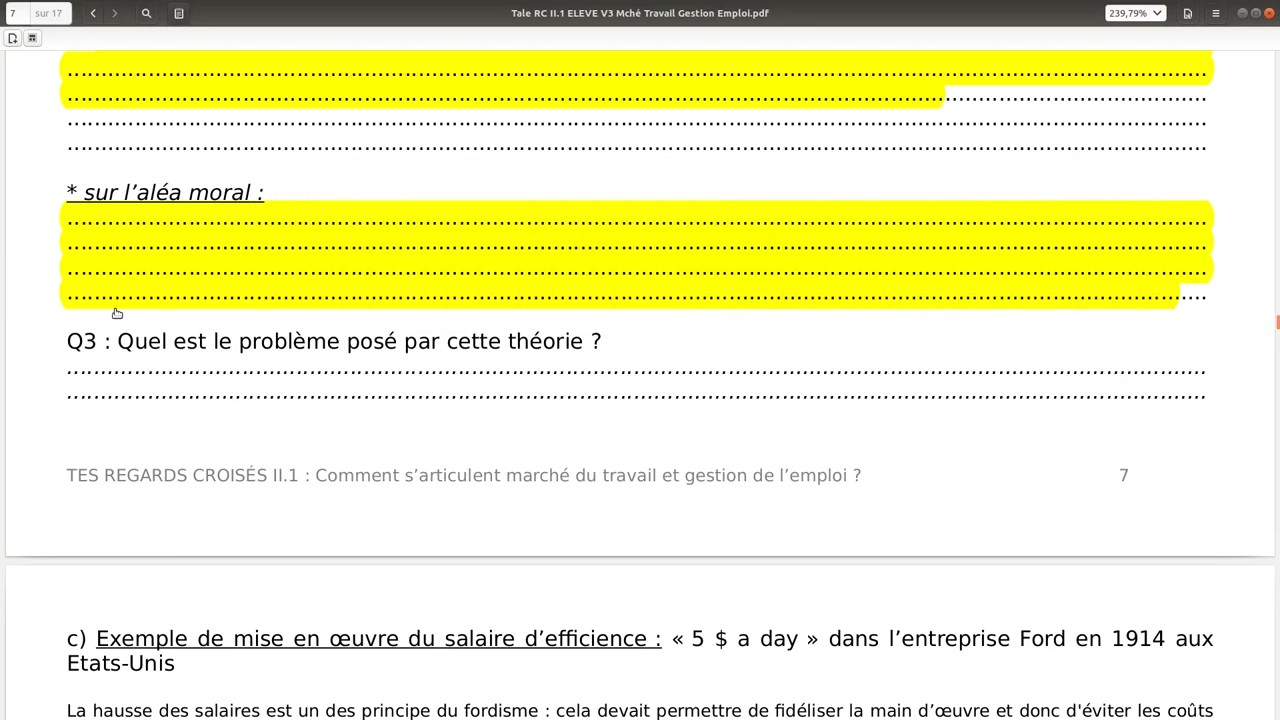 7 sur 17 Tale RC II.1 ELEVE V3 Mché Travail Gestion Emploi.pdf 239,79%
* sur l’aléa moral :
Q3 : Quel est le problème posé par cette théorie ?
TES REGARDS CROISÉS II.1 : Comment s’articulent marché du travail et gestion de l’emploi ? 7
c) Exemple de mise en œuvre du salaire d’efficience : « 5 $ a day » dans l’entreprise Ford en 1914 aux
Etats-Unis
La hausse des salaires est un des principe du fordisme : cela devait permettre de fidéliser la main d’œuvre et donc d'éviter les coûts